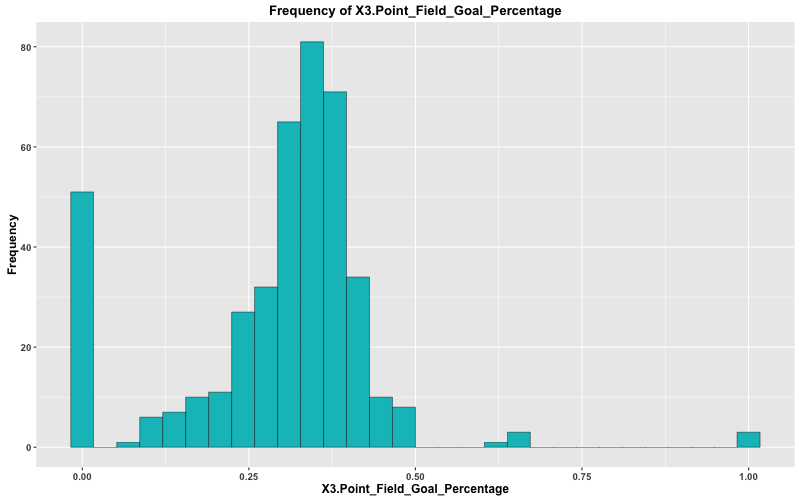 Frequency of X3.Point_Field_Goal_Percentage
80
60
40
20
0
Frequency
0.00 0.25 0.50 0.75 1.00
X3.Point_Field_Goal_Percentage